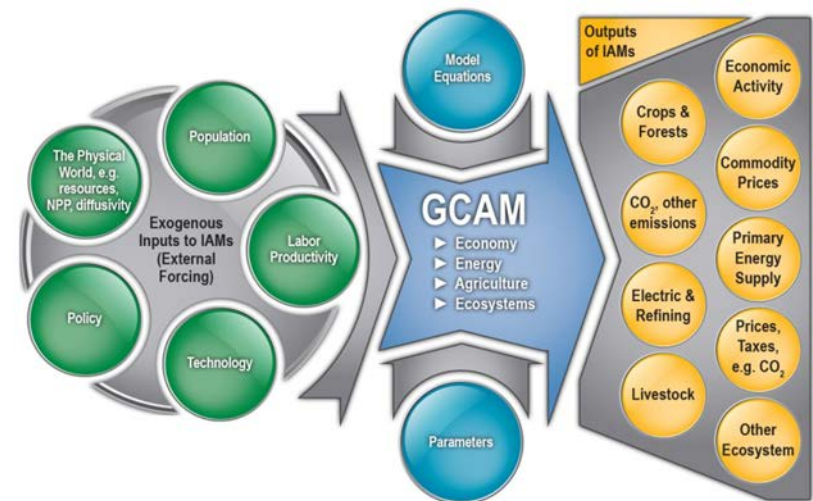 Population
The Physical
World, e.g.
resources,
NPP, diffusivity
Exogenous
Inputs to IAMs
(External
Forcing)
Labor
Productivity
Policy
Technology
Model
Equations
GCAM
► Economy
► Energy
► Agriculture
► Ecosystems
Parameters
Outputs
of IAMs
Crops &
Forests
CO₂, other
emissions
Electric &
Refining
Livestock
Economic
Activity
Commodity
Prices
Primary
Energy
Supply
Prices,
Taxes,
e.g. CO₂
Other
Ecosystem